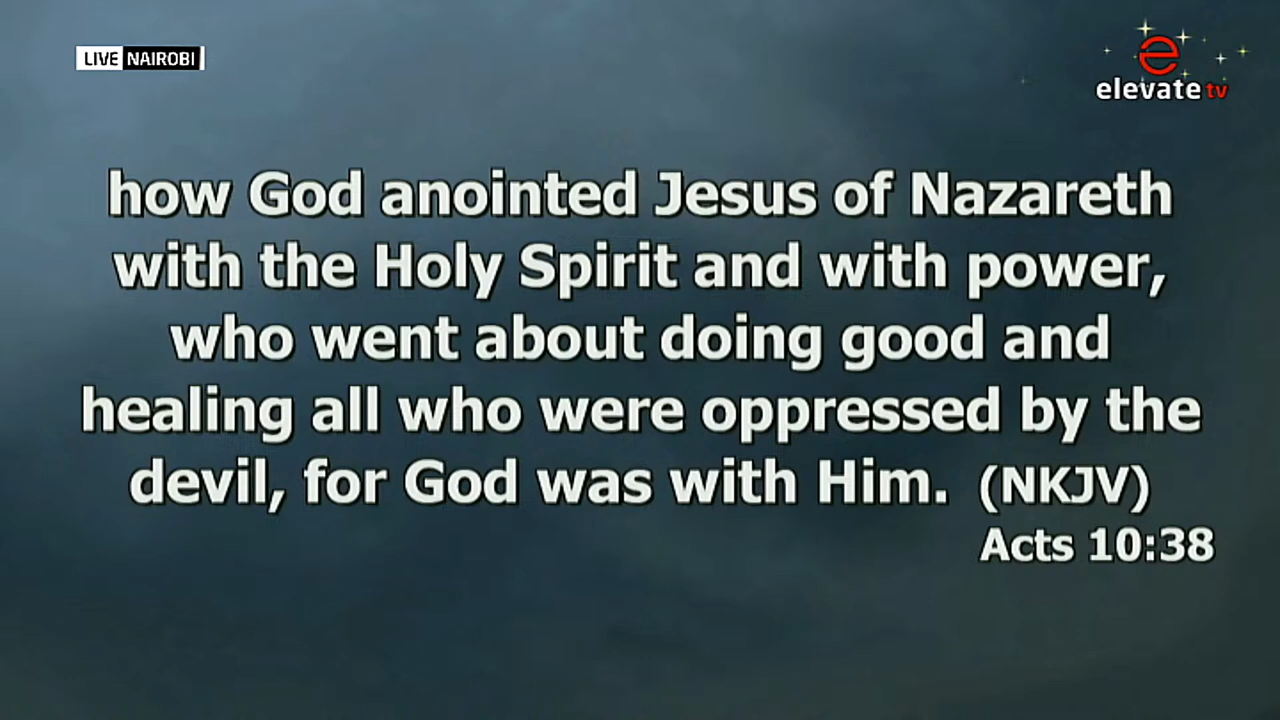 LIVE NAIROBI
e
elevate tv
how God anointed Jesus of Nazareth
with the Holy Spirit and with power,
who went about doing good and
healing all who were oppressed by the
devil, for God was with Him. (NKJV)
Acts 10:38